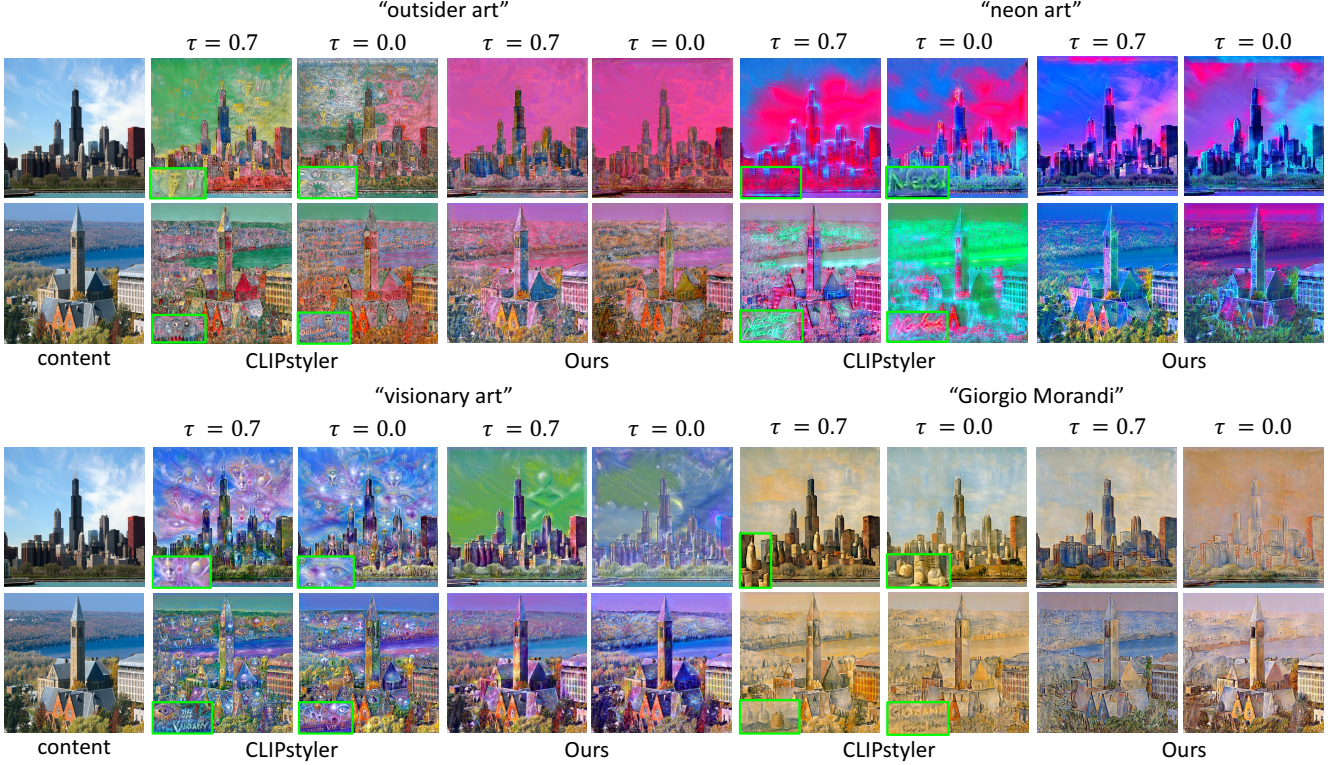 “outsider art”
“neon art”
τ = 0.7
τ = 0.0
τ = 0.7
τ = 0.0
τ = 0.7
τ = 0.0
τ = 0.7
τ = 0.0
content
CLIPstyler
Ours
CLIPstyler
Ours
“visionary art”
“Giorgio Morandi”
τ = 0.7
τ = 0.0
τ = 0.7
τ = 0.0
τ = 0.7
τ = 0.0
τ = 0.7
τ = 0.0
content
CLIPstyler
Ours
CLIPstyler
Ours